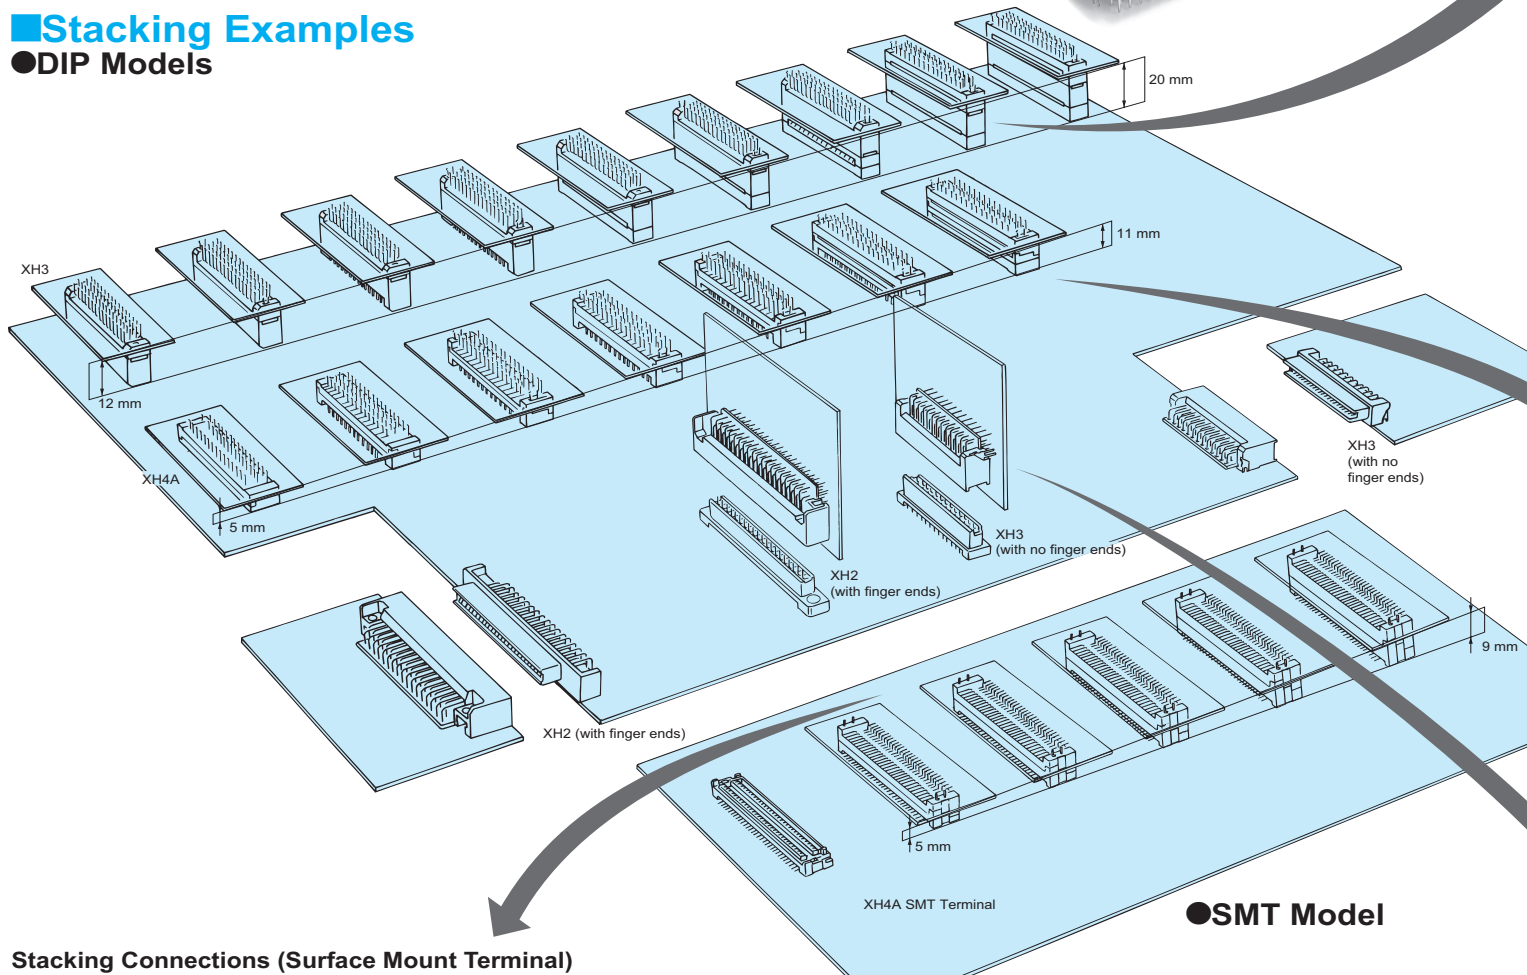 ■Stacking Examples
●DIP Models
20 mm
11 mm
XH3
12 mm
XH4A
5 mm
XH3
(with no
finger ends)
XH3
(with no finger ends)
XH2
(with finger ends)
9 mm
XH2 (with finger ends)
5 mm
XH4A SMT Terminal
●SMT Model
Stacking Connections (Surface Mount Terminal)